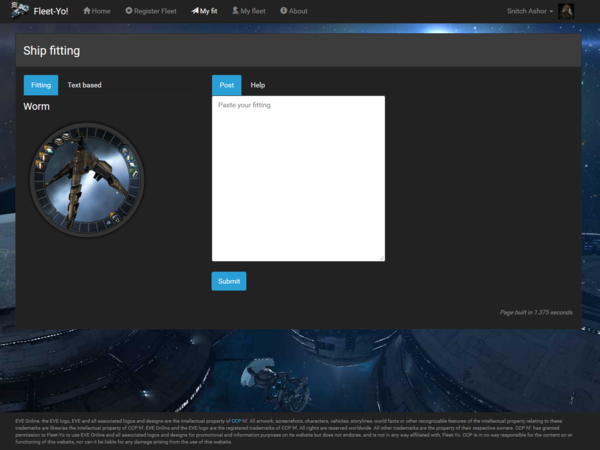 Fleet-Yo! Home Register Fleet My fit My fleet About Snitch Ashor
Ship fitting
Fitting Text based Post Help
Worm
Paste your fitting
Submit
Page built in 1.375 seconds.
EVE Online, the EVE logo, EVE and all associated logos and designs are the intellectual property of CCP hf. All artwork, screenshots, characters, vehicles, storylines, world facts or other recognizable features of the intellectual property relating to these
trademarks are likewise the intellectual property of CCP hf. EVE Online and the EVE logo are the registered trademarks of CCP hf. All rights are reserved worldwide. All other trademarks are the property of their respective owners. CCP hf. has granted
permission to Fleet-Yo to use EVE Online and all associated logos and designs for promotional and information purposes on its website but does not endorse, and is not in any way affiliated with, Fleet-Yo. CCP is in no way responsible for the content on or
functioning of this website, nor can it be liable for any damage arising from the use of this website.